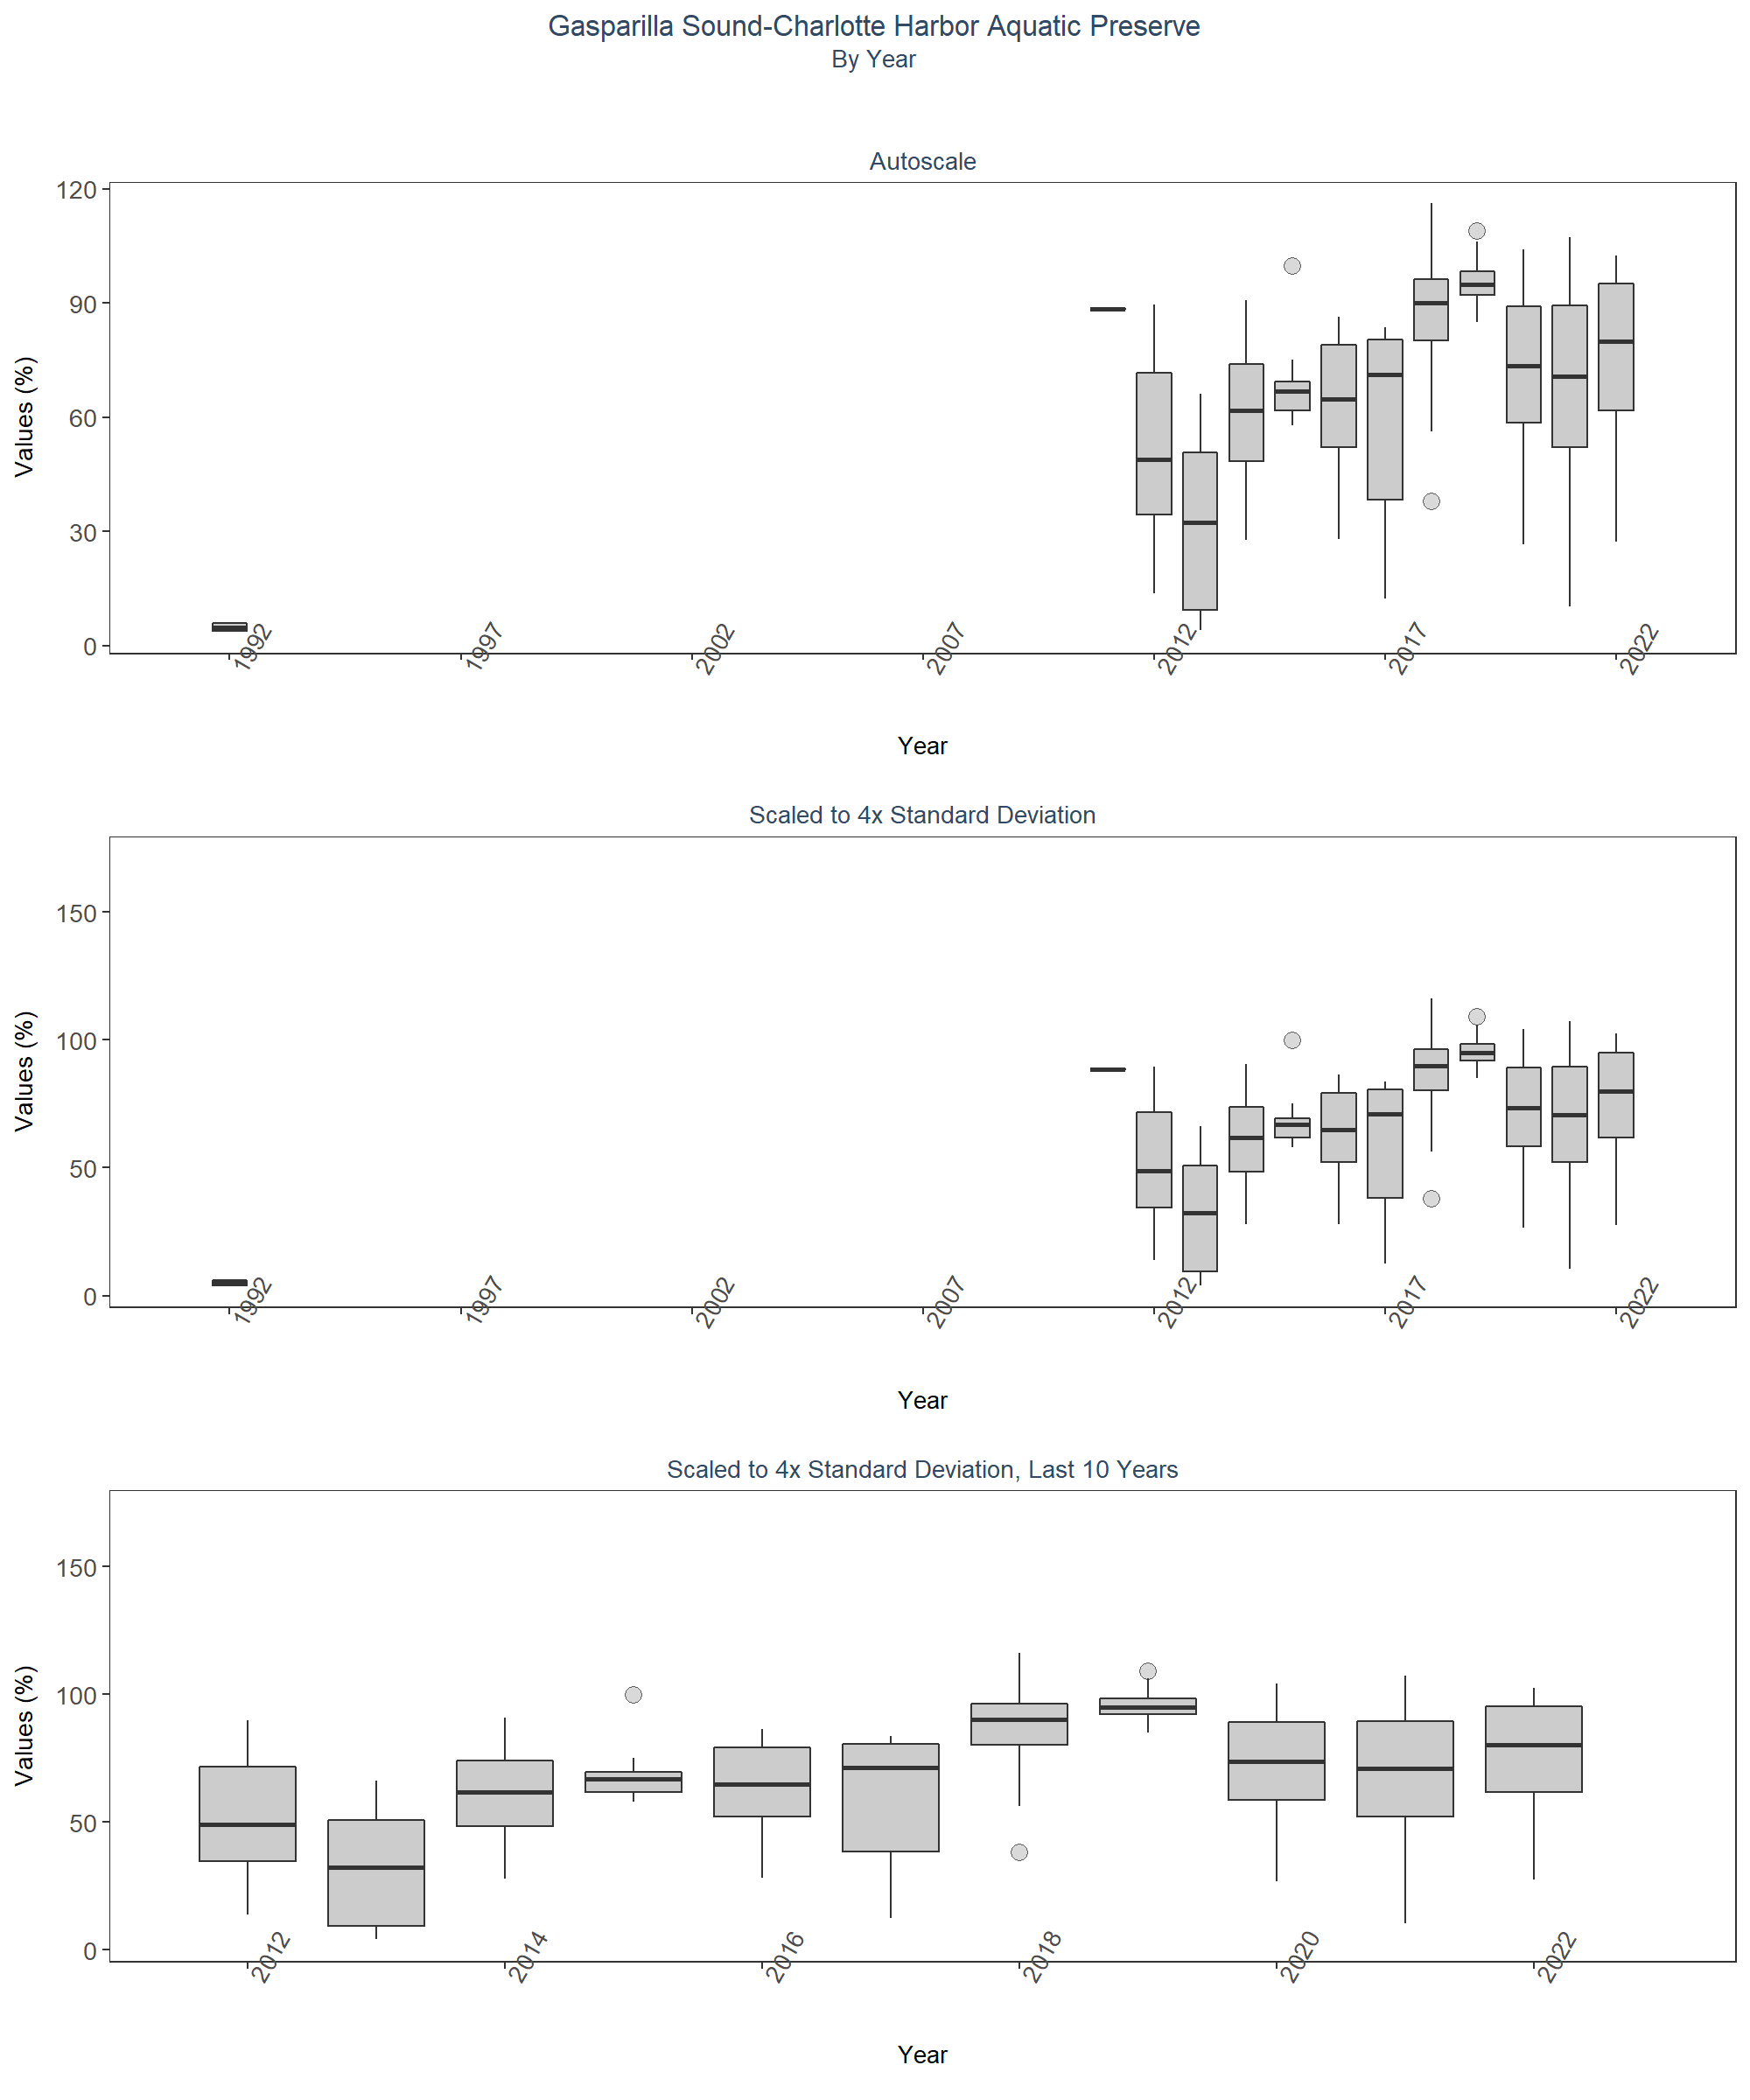 Gasparilla Sound-Charlotte Harbor Aquatic Preserve
By Year
Autoscale
Values (%)
120
90
60
30
0
1992 1997 2002 2007 2012 2017 2022
Year
Scaled to 4x Standard Deviation
Values (%)
150
100
50
0
1992 1997 2002 2007 2012 2017 2022
Year
Scaled to 4x Standard Deviation, Last 10 Years
Values (%)
150
100
50
0
2012 2014 2016 2018 2020 2022
Year